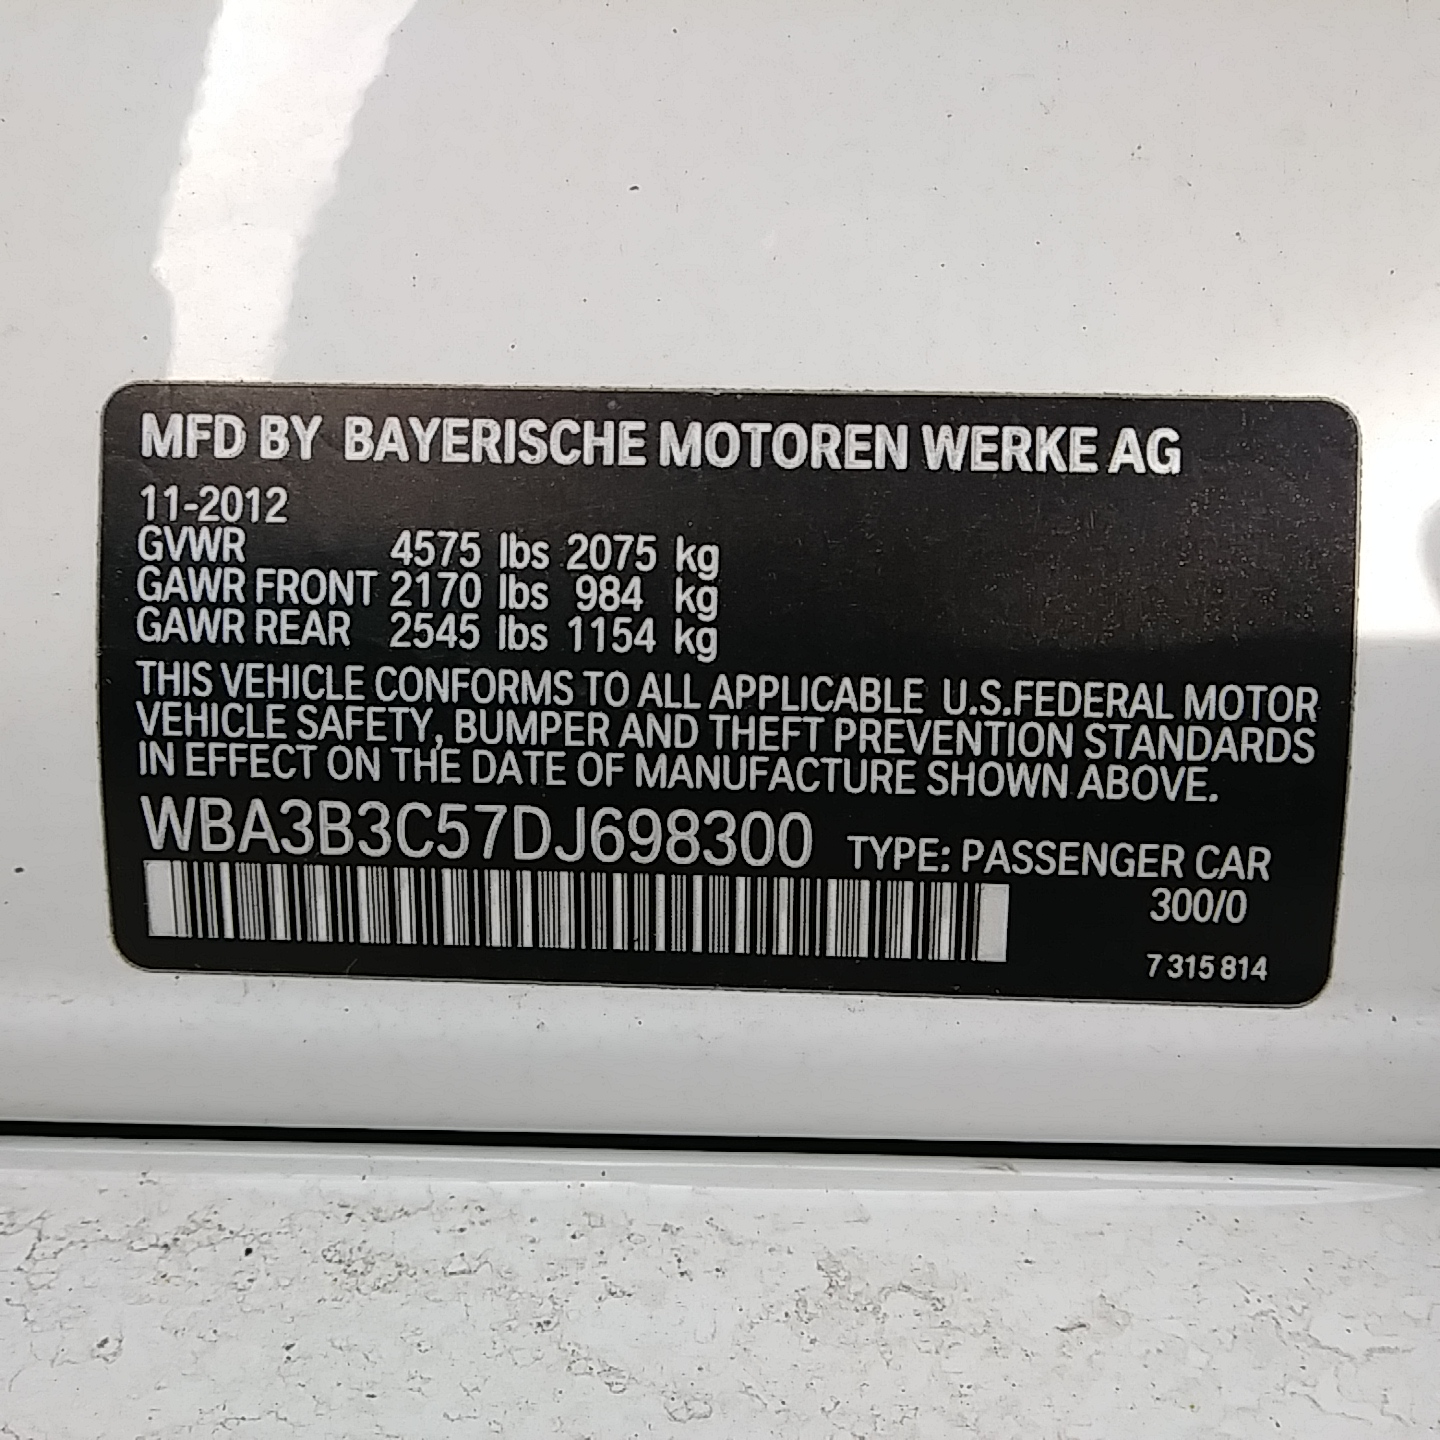 MFD BY BAYERISCHE MOTOREN WERKE AG
11-2012
GVWR 4575 lbs 2075 kg
GAWR FRONT 2170 lbs 984 kg
GAWR REAR 2545 lbs 1154 kg
THIS VEHICLE CONFORMS TO ALL APPLICABLE U.S.FEDERAL MOTOR
VEHICLE SAFETY, BUMPER AND THEFT PREVENTION STANDARDS
IN EFFECT ON THE DATE OF MANUFACTURE SHOWN ABOVE.
WBA3B3C57DJ698300 TYPE: PASSENGER CAR
300/0
7 315 814